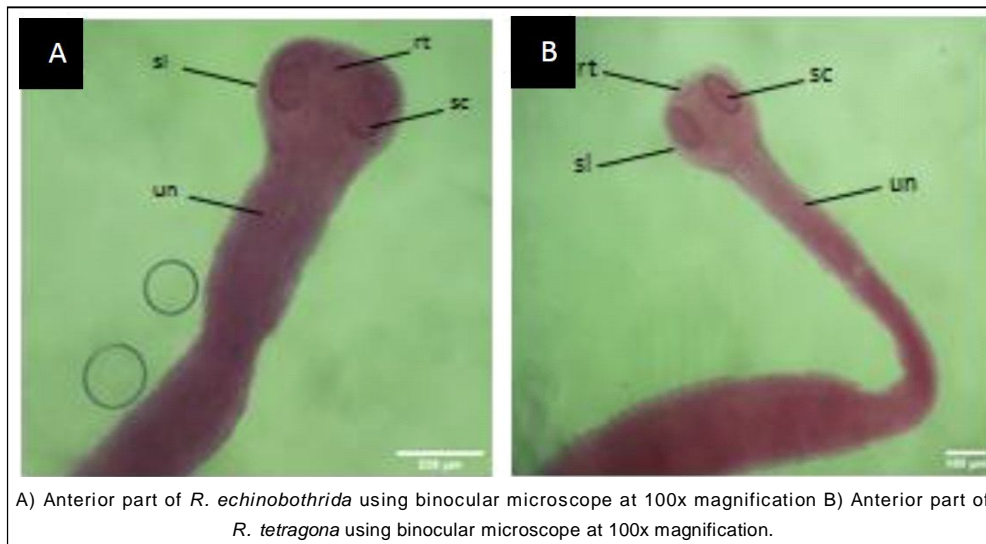 A
B
sl
rt
sc
un
rt
sc
sl
un
A) Anterior part of R. echinobothrida using binocular microscope at 100x magnification B) Anterior part of
R. tetragona using binocular microscope at 100x magnification.